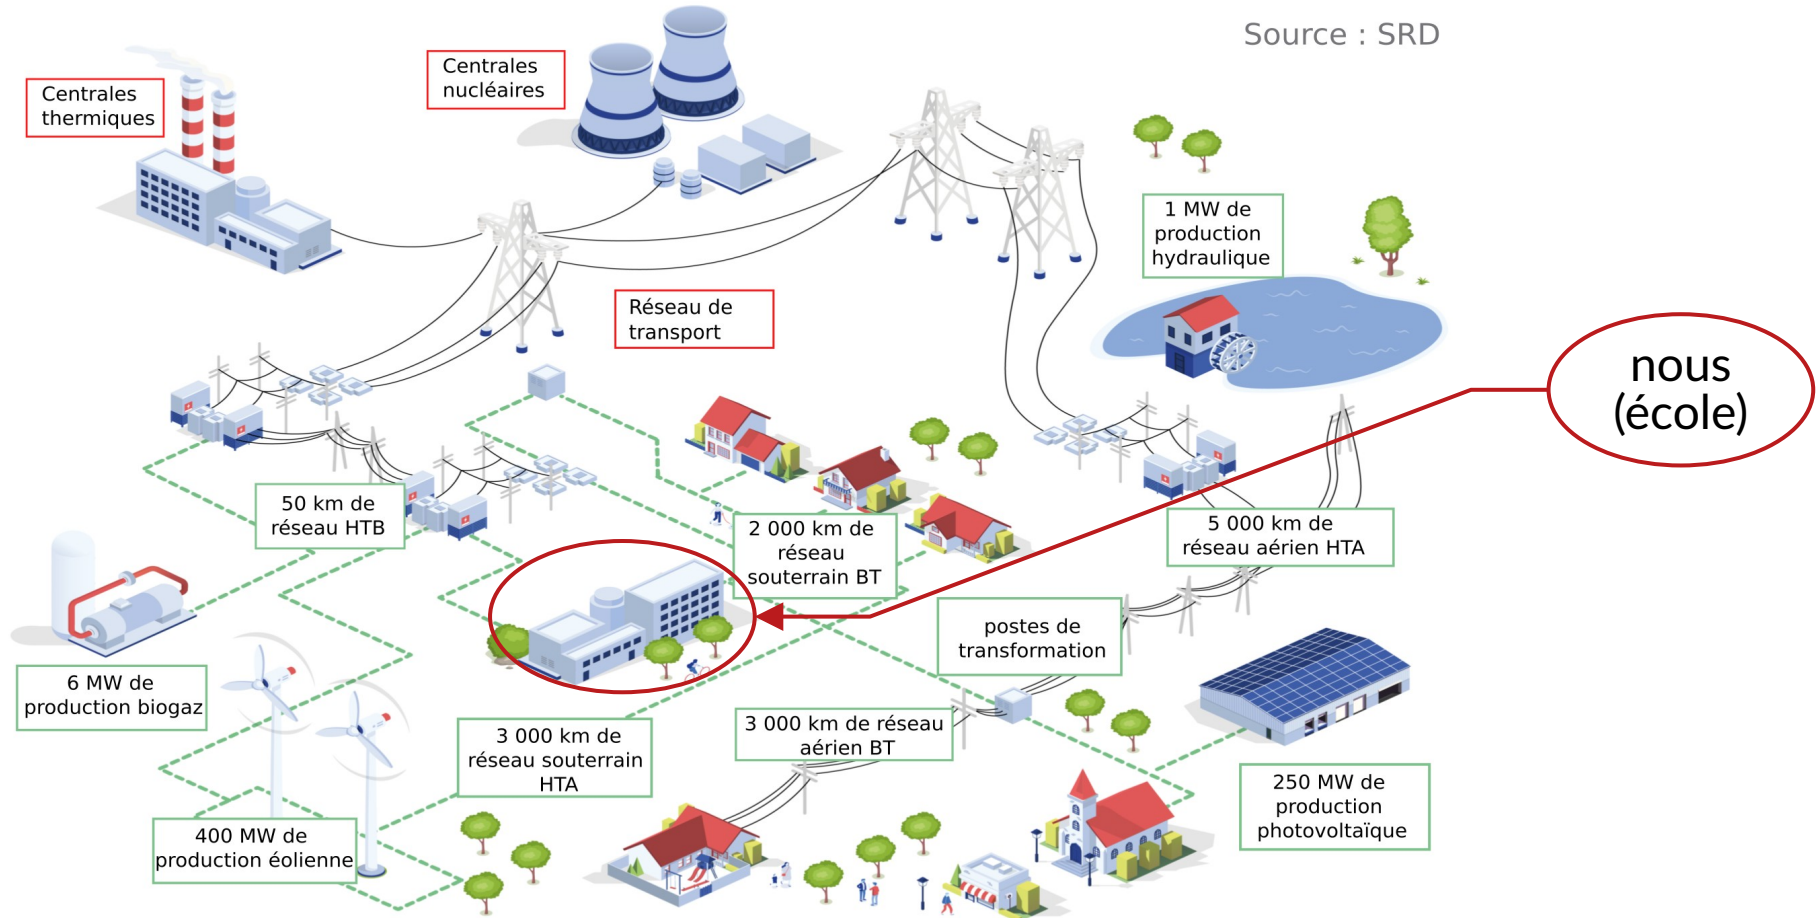 Source : SRD
Centrales
nucléaires
Centrales
thermiques
1 MW de
production
hydraulique
Réseau de
transport
nous
(école)
50 km de
réseau HTB
2 000 km de
réseau
souterrain BT
5 000 km de
réseau aérien HTA
postes de
transformation
6 MW de
production biogaz
3 000 km de
réseau souterrain
HTA
3 000 km de réseau
aérien BT
250 MW de
production
photovoltaïque
400 MW de
production éolienne